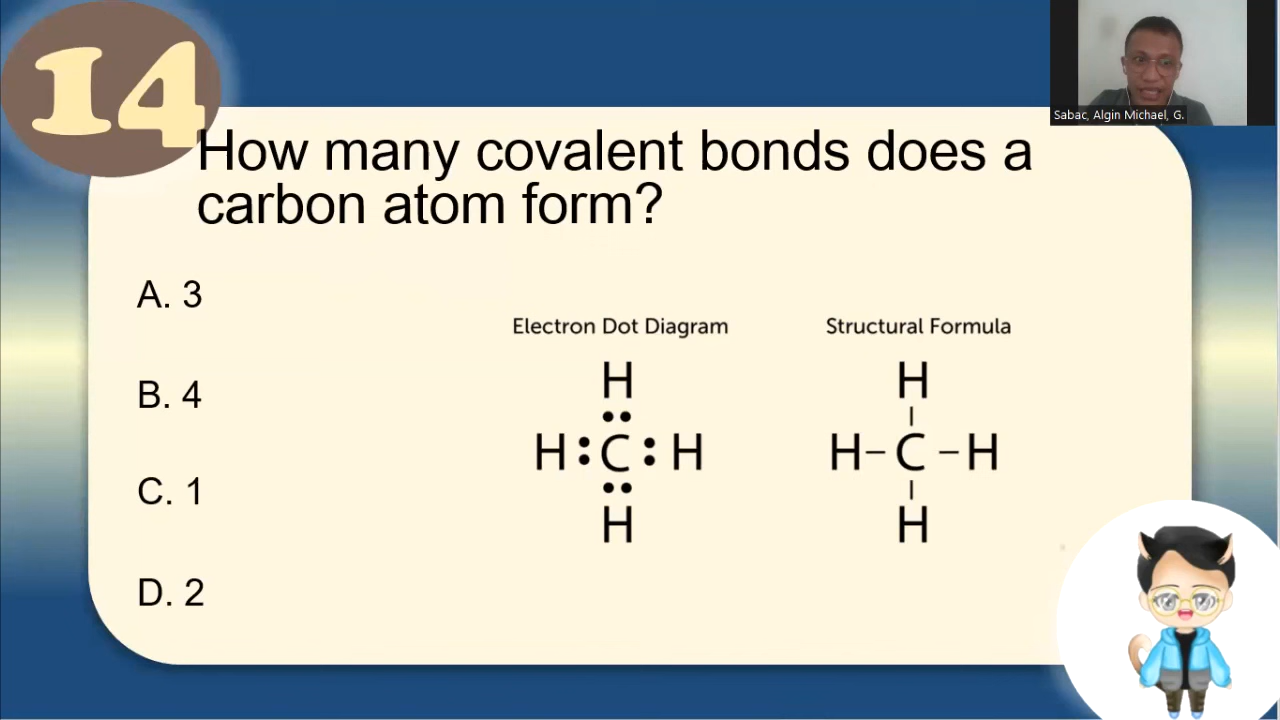 14
Sabac, Algin Michael, G.
How many covalent bonds does a
carbon atom form?
A. 3
B. 4
C. 1
D. 2
Electron Dot Diagram
H
H : C : H
H
Structural Formula
H
H – C – H
H